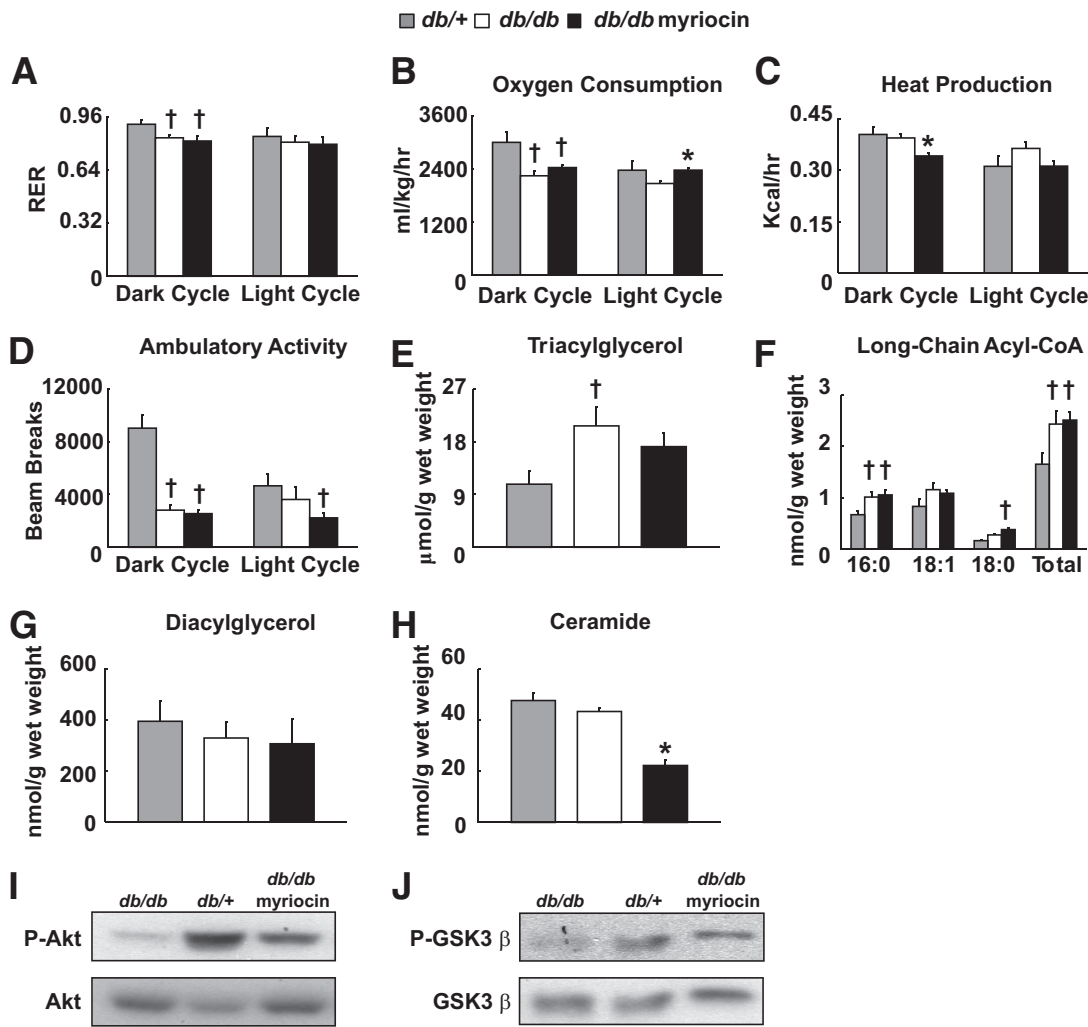 db/+ db/db db/db myriocin
A
RER
0.96
0.64
0.32
0
† †
Dark Cycle Light Cycle
B
Oxygen Consumption
ml/kg/hr
3600
2400
1200
0
† † *
Dark Cycle Light Cycle
C
Heat Production
Kcal/hr
0.45
0.30
0.15
0
*
Dark Cycle Light Cycle
D
Ambulatory Activity
Beam Breaks
12000
8000
4000
0
† † †
Dark Cycle Light Cycle
E
Triacylglycerol
μmol/g wet weight
27
18
9
0
†
F
Long-Chain Acyl-CoA
nmol/g wet weight
3
2
1
0
†† † ††
16:0 18:1 18:0 Total
G
Diacylglycerol
nmol/g wet weight
600
400
200
0
H
Ceramide
nmol/g wet weight
60
40
20
0
*
I
db/db db/+ db/db
myriocin
P-Akt
Akt
J
db/db db/+ db/db
myriocin
P-GSK3 β
GSK3 β